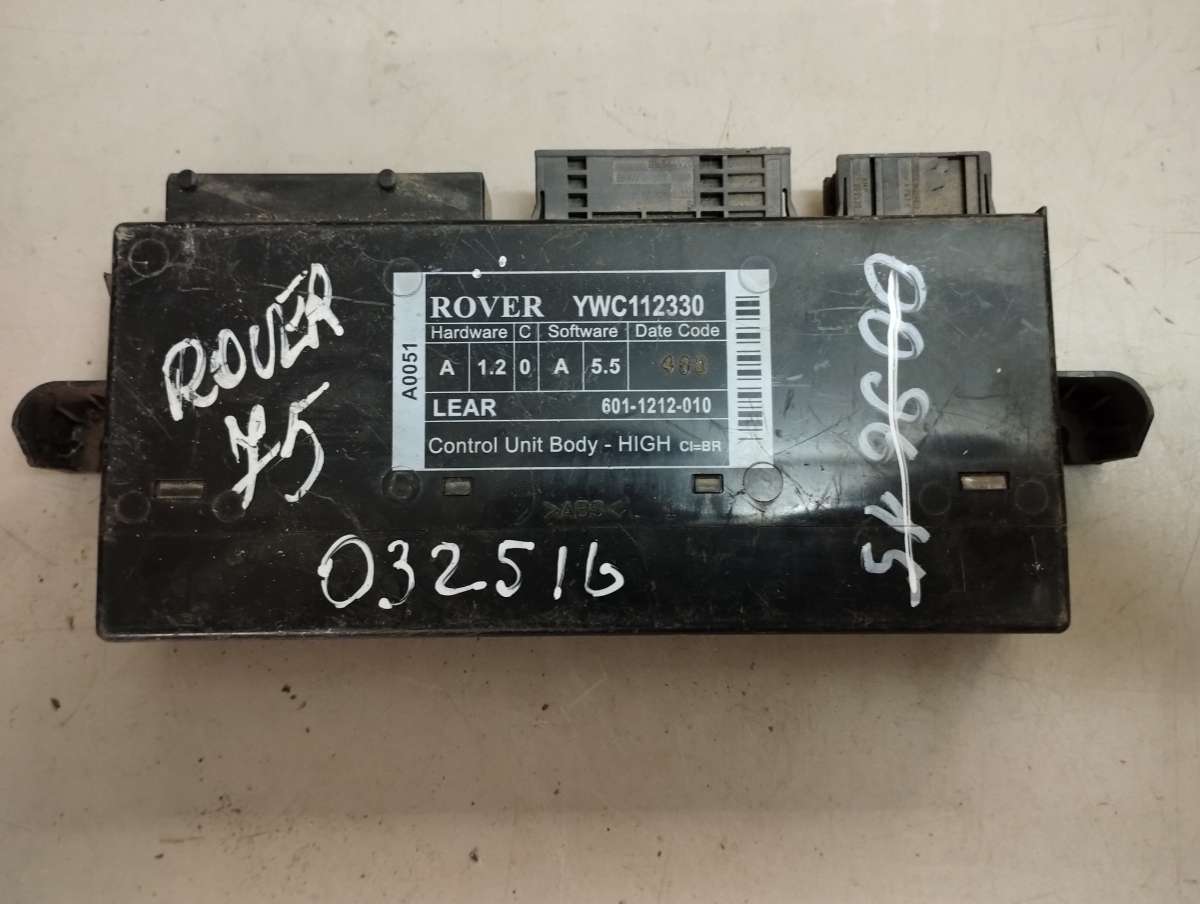 ROVER YWC112330
Hardware C Software Date Code
A 1.2 0 A 5.5 400
LEAR 601-1212-010
Control Unit Body - HIGH CI=BR
A0051
ROVER
75
>ABS<
032516